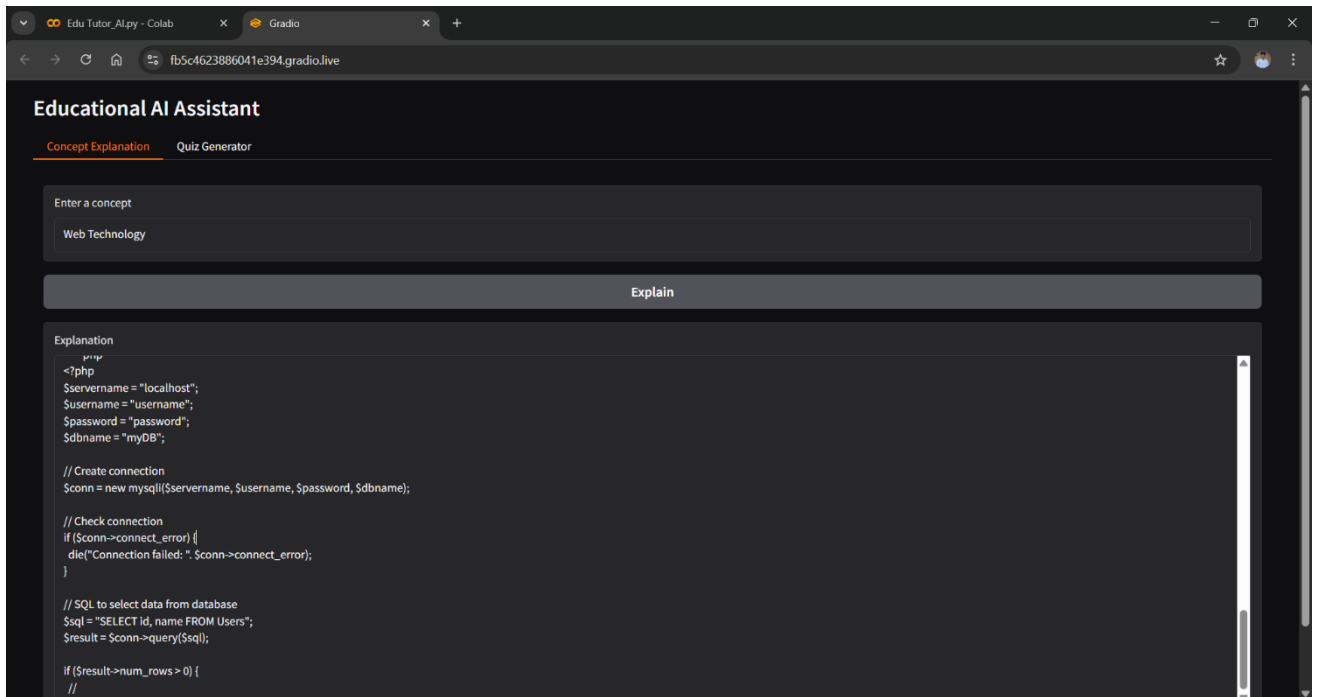 Edu Tutor_AI.py - Colab
Gradio
fb5c4623886041e394.gradio.live
Educational AI Assistant
Concept Explanation Quiz Generator
Enter a concept
Web Technology
Explain
Explanation
php
<?php
$servername = "localhost";
$username = "username";
$password = "password";
$dbname = "myDB";
// Create connection
$conn = new mysqli($servername, $username, $password, $dbname);
// Check connection
if ($conn->connect_error) {
die("Connection failed: ". $conn->connect_error);
}
// SQL to select data from database
$sql = "SELECT id, name FROM Users";
$result = $conn->query($sql);
if ($result->num_rows > 0) {
//